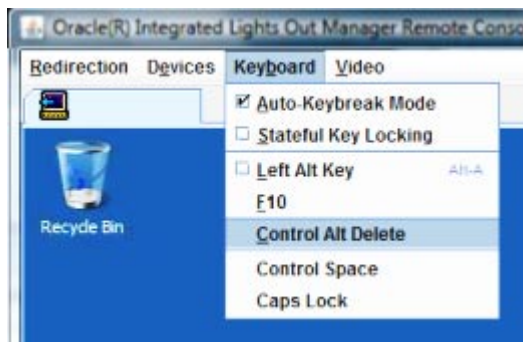 Oracle(R) Integrated Lights Out Manager Remote
Redirection Devices Keyboard Video
Auto-Keybreak Mode
Stateful Key Locking
Left Alt Key Alt-A
F10
Control Alt Delete
Control Space
Caps Lock
Recycle Bin